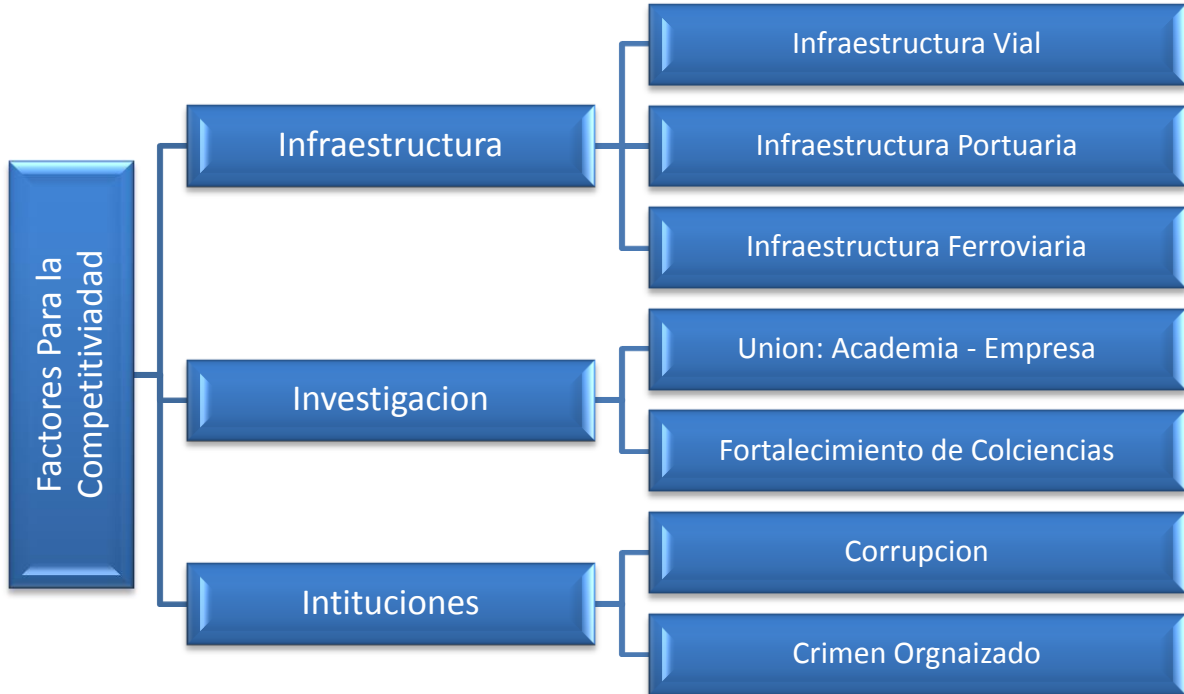 Factores Para la
Competitiviadad
Infraestructura
Infraestructura Vial
Infraestructura Portuaria
Infraestructura Ferroviaria
Investigacion
Union: Academia - Empresa
Fortalecimiento de Colciencias
Intituciones
Corrupcion
Crimen Orgnaizado